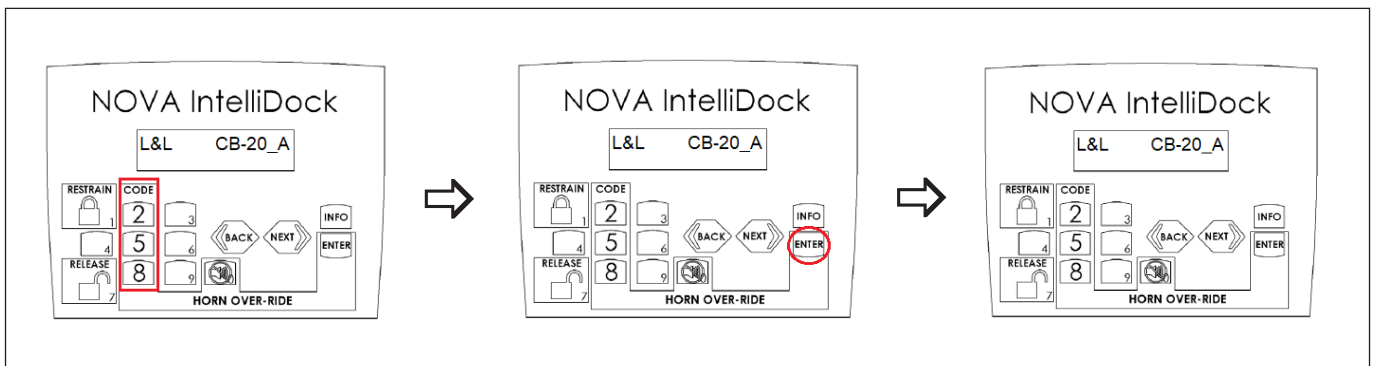 NOVA IntelliDock
L&L CB-20_A
RESTRAIN CODE
1 2 3
INFO
4 5 6 BACK NEXT ENTER
RELEASE
7 8 9
HORN OVER-RIDE
NOVA IntelliDock
L&L CB-20_A
RESTRAIN CODE
1 2 3
INFO
4 5 6 BACK NEXT ENTER
RELEASE
7 8 9
HORN OVER-RIDE
NOVA IntelliDock
L&L CB-20_A
RESTRAIN CODE
1 2 3
INFO
4 5 6 BACK NEXT ENTER
RELEASE
7 8 9
HORN OVER-RIDE